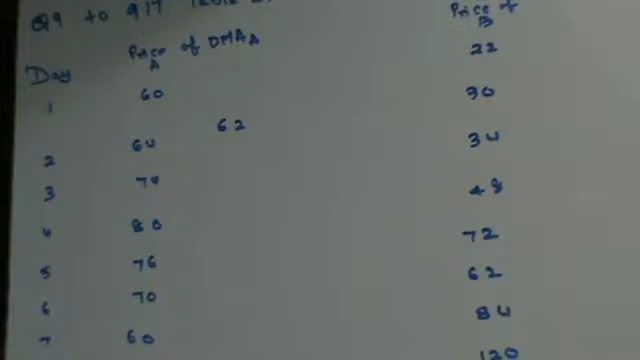 Q9 to Q17
Day Price of A DMA A Price of B
1 60 22
62 30
2 64 34
3 74 48
4 80 72
5 76 62
6 70 84
7 60 120